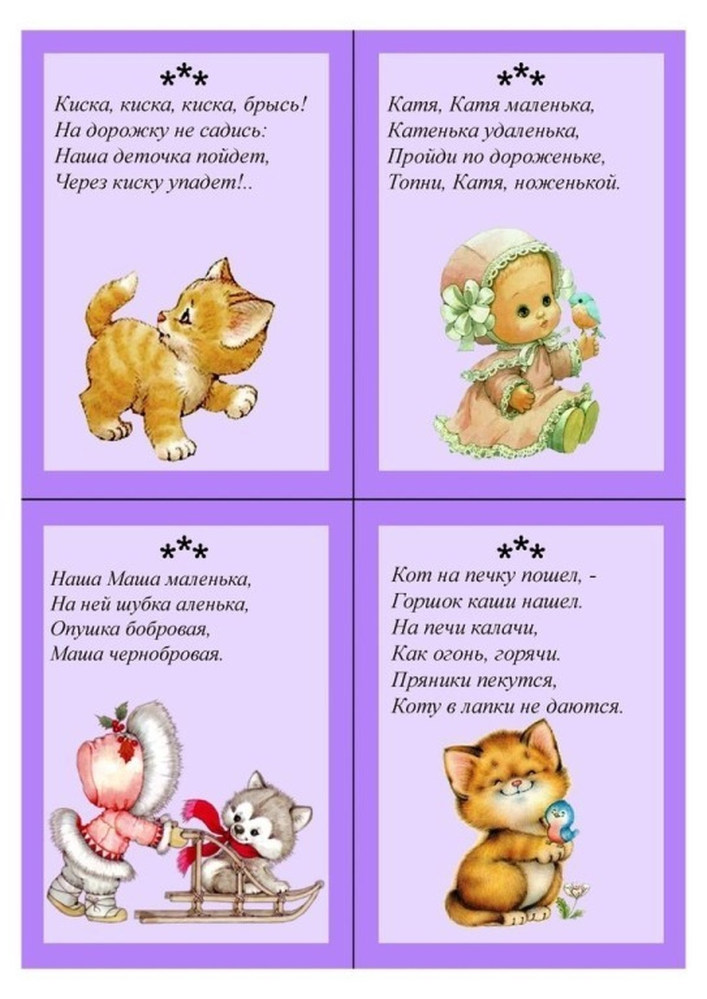 ***
Киска, киска, киска, брысь!
На дорожку не садись:
Наша деточка пойдет,
Через киску упадет!..
***
Катя, Катя маленька,
Катенька удаленька,
Пройди по дороженьке,
Топни, Катя, ноженькой.
***
Наша Маша маленька,
На ней шубка аленька,
Опушка бобровая,
Маша чернобровая.
***
Кот на печку пошел, -
Горшок каши нашел.
На печи калачи,
Как огонь, горячи.
Пряники пекутся,
Коту в лапки не даются.